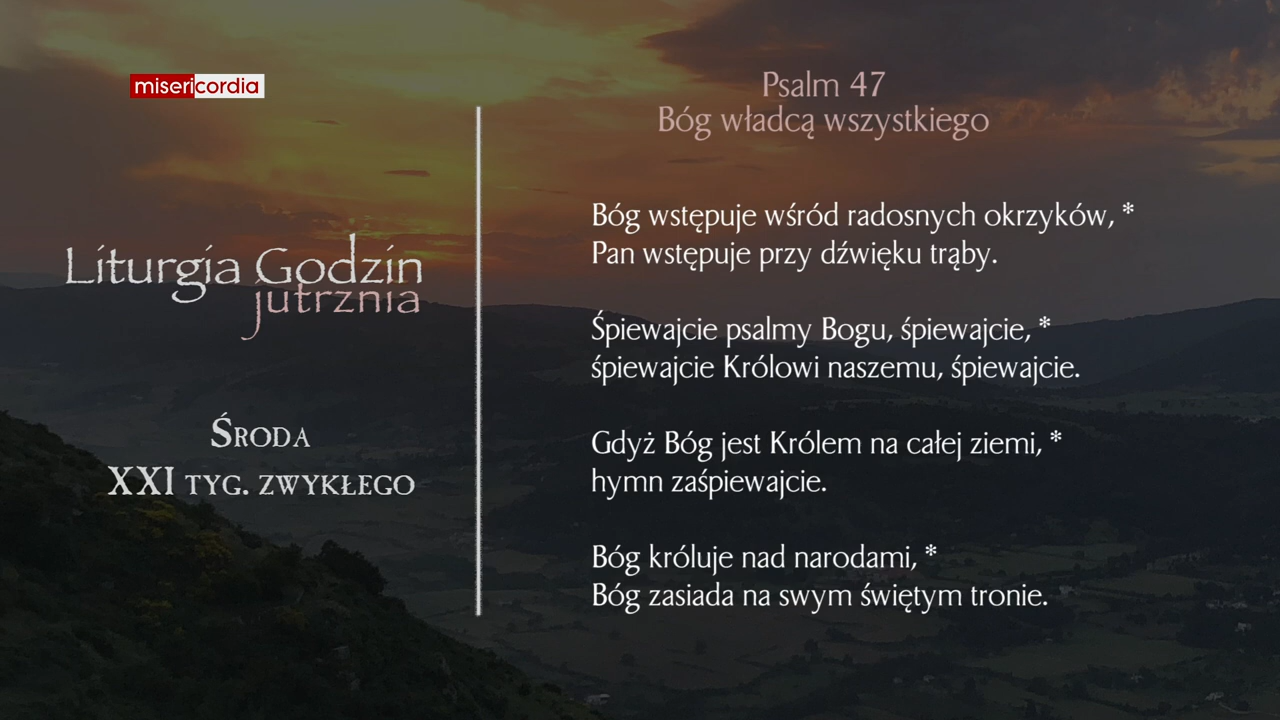 misericordia
Liturgia Godzin
jutrznia
Środa
XXI tyg. zwykłego
Psalm 47
Bóg władcą wszystkiego
Bóg wstępuje wśród radosnych okrzyków, *
Pan wstępuje przy dźwięku trąby.
Śpiewajcie psalmy Bogu, śpiewajcie, *
śpiewajcie Królowi naszemu, śpiewajcie.
Gdyż Bóg jest Królem na całej ziemi, *
hymn zaśpiewajcie.
Bóg króluje nad narodami, *
Bóg zasiada na swym świętym tronie.